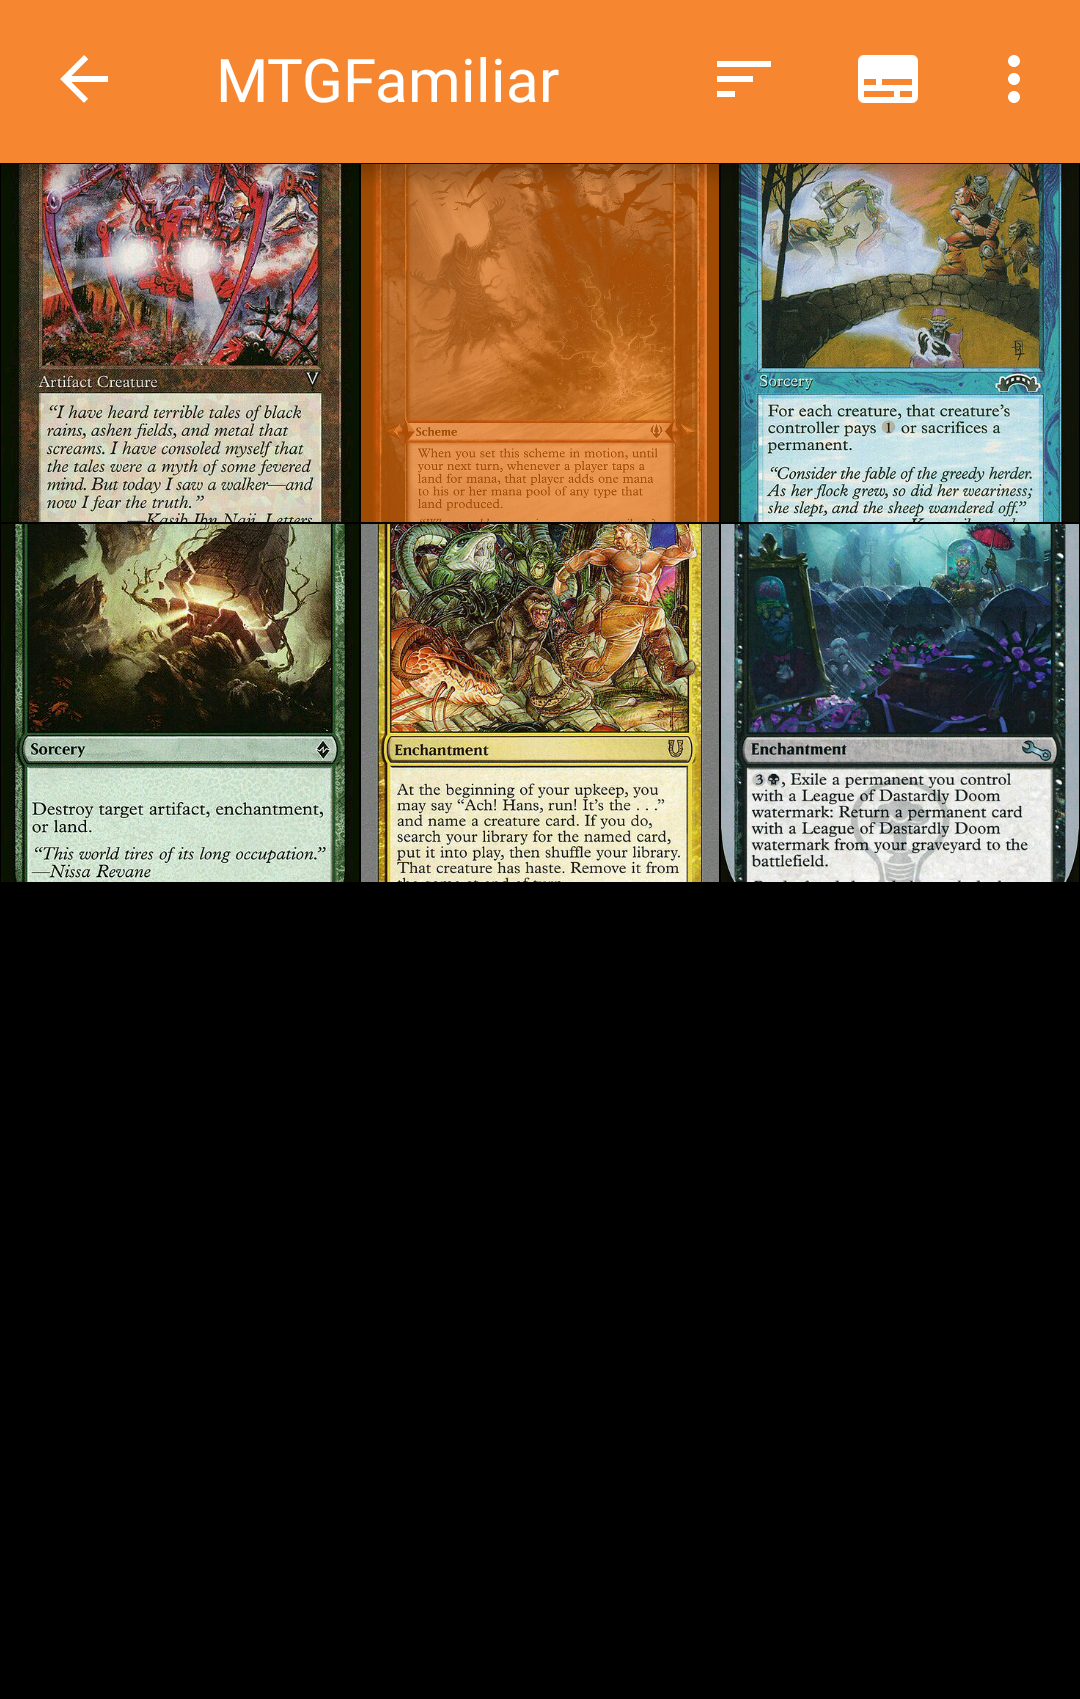 MTGFamiliar
Artifact Creature
V
“I have heard terrible tales of black
rains, ashen fields, and metal that
screams. I have consoled myself that
the tales were a myth of some fevered
mind. But today I saw a walker—and
now I fear the truth.”
—Kasib Ibn Naji, Letters
Scheme
When you set this scheme in motion, until
your next turn, whenever a player taps a
land for mana, that player adds one mana
to his or her mana pool of any type that
land produced.
Sorcery
For each creature, that creature’s
controller pays 1 or sacrifices a
permanent.
“Consider the fable of the greedy herder.
As her flock grew, so did her weariness;
she slept, and the sheep wandered off.”
Sorcery
Destroy target artifact, enchantment,
or land.
“This world tires of its long occupation.”
—Nissa Revane
Enchantment
At the beginning of your upkeep, you
may say “Ach! Hans, run! It’s the . . .”
and name a creature card. If you do,
search your library for the named card,
put it into play, then shuffle your library.
That creature has haste. Remove it from
the game at end of turn.
Enchantment
3, Exile a permanent you control
with a League of Dastardly Doom
watermark: Return a permanent card
with a League of Dastardly Doom
watermark from your graveyard to the
battlefield.